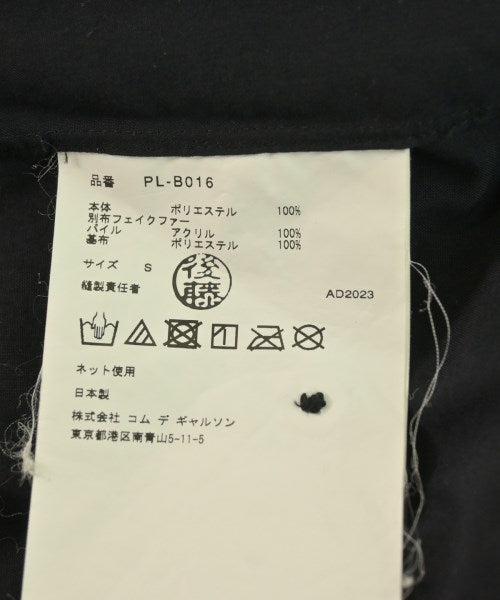 品番 PL-B016
本体 ポリエステル 100%
別布フェイクファー
パイル アクリル 100%
基布 ポリエステル 100%
サイズ S
後藤
縫製責任者
AD2023
ネット使用
日本製
株式会社 コム デ ギャルソン
東京都港区南青山5-11-5